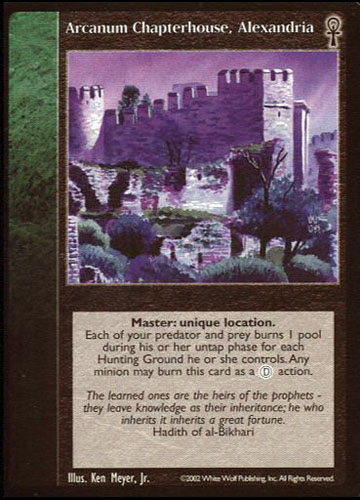 Arcanum Chapterhouse, Alexandria
Master: unique location.
Each of your predator and prey burns 1 pool
during his or her untap phase for each
Hunting Ground he or she controls. Any
minion may burn this card as a Ⓓ action.
The learned ones are the heirs of the prophets -
they leave knowledge as their inheritance; he who
inherits it inherits a great fortune.
Hadith of al-Bikhari
Illus. Ken Meyer, Jr.
©2002 White Wolf Publishing, Inc. All Rights Reserved.